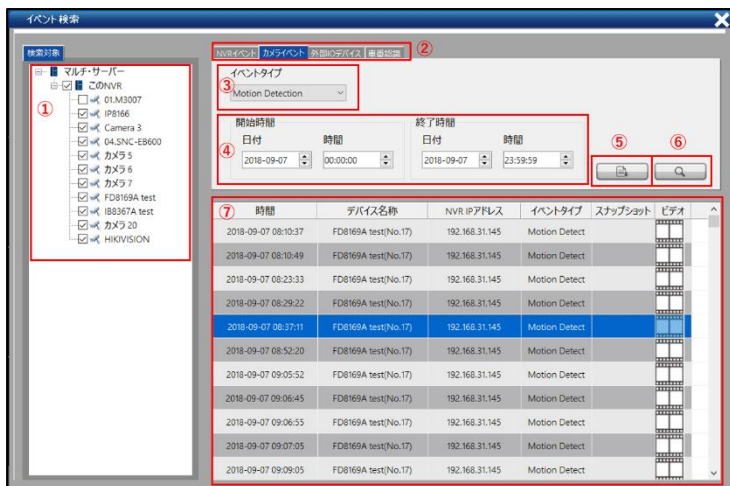 イベント検索
検索対象
マルチ・サーバー
このNVR
①
01.M3007
IP8166
Camera 3
04.SNC-EB600
カメラ 5
カメラ 6
カメラ 7
FD8169A test
IB8367A test
カメラ 20
HIKIVISION
NVRイベント カメライベント 外部IOデバイス 車番認識 ②
イベントタイプ
③
Motion Detection
開始時間 終了時間
④
日付 時間 日付 時間
2018-09-07 00:00:00 2018-09-07 23:59:59
⑤ ⑥
⑦ 時間 デバイス名称 NVR IPアドレス イベントタイプ スナップショット ビデオ
2018-09-07 08:10:37 FD8169A test(No.17) 192.168.31.145 Motion Detect
2018-09-07 08:10:49 FD8169A test(No.17) 192.168.31.145 Motion Detect
2018-09-07 08:23:33 FD8169A test(No.17) 192.168.31.145 Motion Detect
2018-09-07 08:29:22 FD8169A test(No.17) 192.168.31.145 Motion Detect
2018-09-07 08:37:11 FD8169A test(No.17) 192.168.31.145 Motion Detect
2018-09-07 08:52:20 FD8169A test(No.17) 192.168.31.145 Motion Detect
2018-09-07 09:05:52 FD8169A test(No.17) 192.168.31.145 Motion Detect
2018-09-07 09:06:45 FD8169A test(No.17) 192.168.31.145 Motion Detect
2018-09-07 09:06:55 FD8169A test(No.17) 192.168.31.145 Motion Detect
2018-09-07 09:07:05 FD8169A test(No.17) 192.168.31.145 Motion Detect
2018-09-07 09:09:05 FD8169A test(No.17) 192.168.31.145 Motion Detect